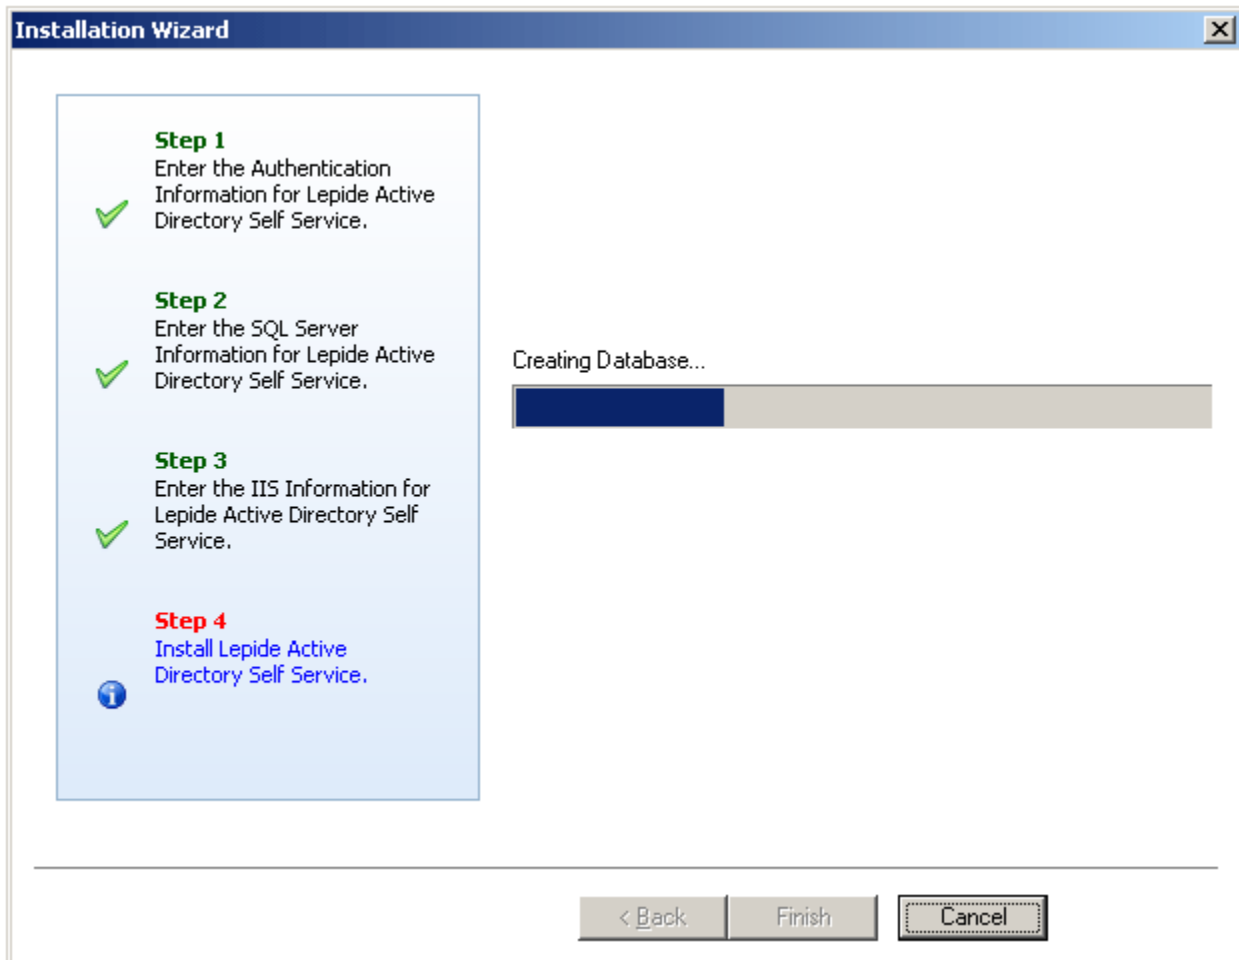 Installation Wizard
Step 1
Enter the Authentication
Information for Lepide Active
Directory Self Service.
Step 2
Enter the SQL Server
Information for Lepide Active
Directory Self Service.
Step 3
Enter the IIS Information for
Lepide Active Directory Self
Service.
Step 4
Install Lepide Active
Directory Self Service.
Creating Database...
< Back
Finish
Cancel